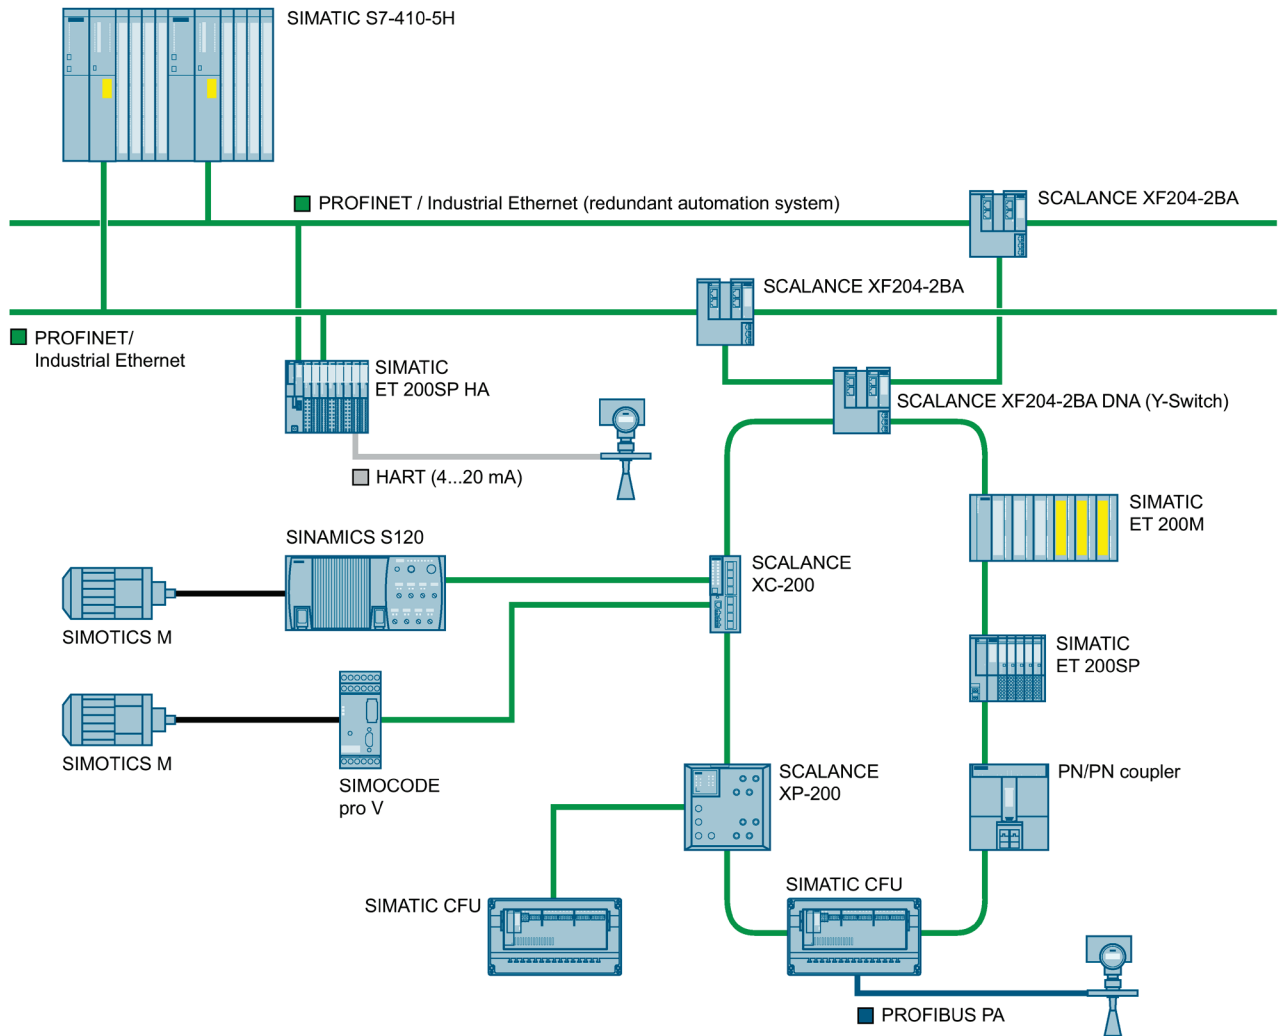 SIMATIC S7-410-5H
PROFINET / Industrial Ethernet (redundant automation system)
SCALANCE XF204-2BA
SCALANCE XF204-2BA
PROFINET/
Industrial Ethernet
SIMATIC
ET 200SP HA
SCALANCE XF204-2BA DNA (Y-Switch)
HART (4...20 mA)
SIMATIC
ET 200M
SINAMICS S120
SCALANCE
XC-200
SIMOTICS M
SIMATIC
ET 200SP
SIMOTICS M
SIMOCODE
pro V
SCALANCE
XP-200
PN/PN coupler
SIMATIC CFU
SIMATIC CFU
PROFIBUS PA